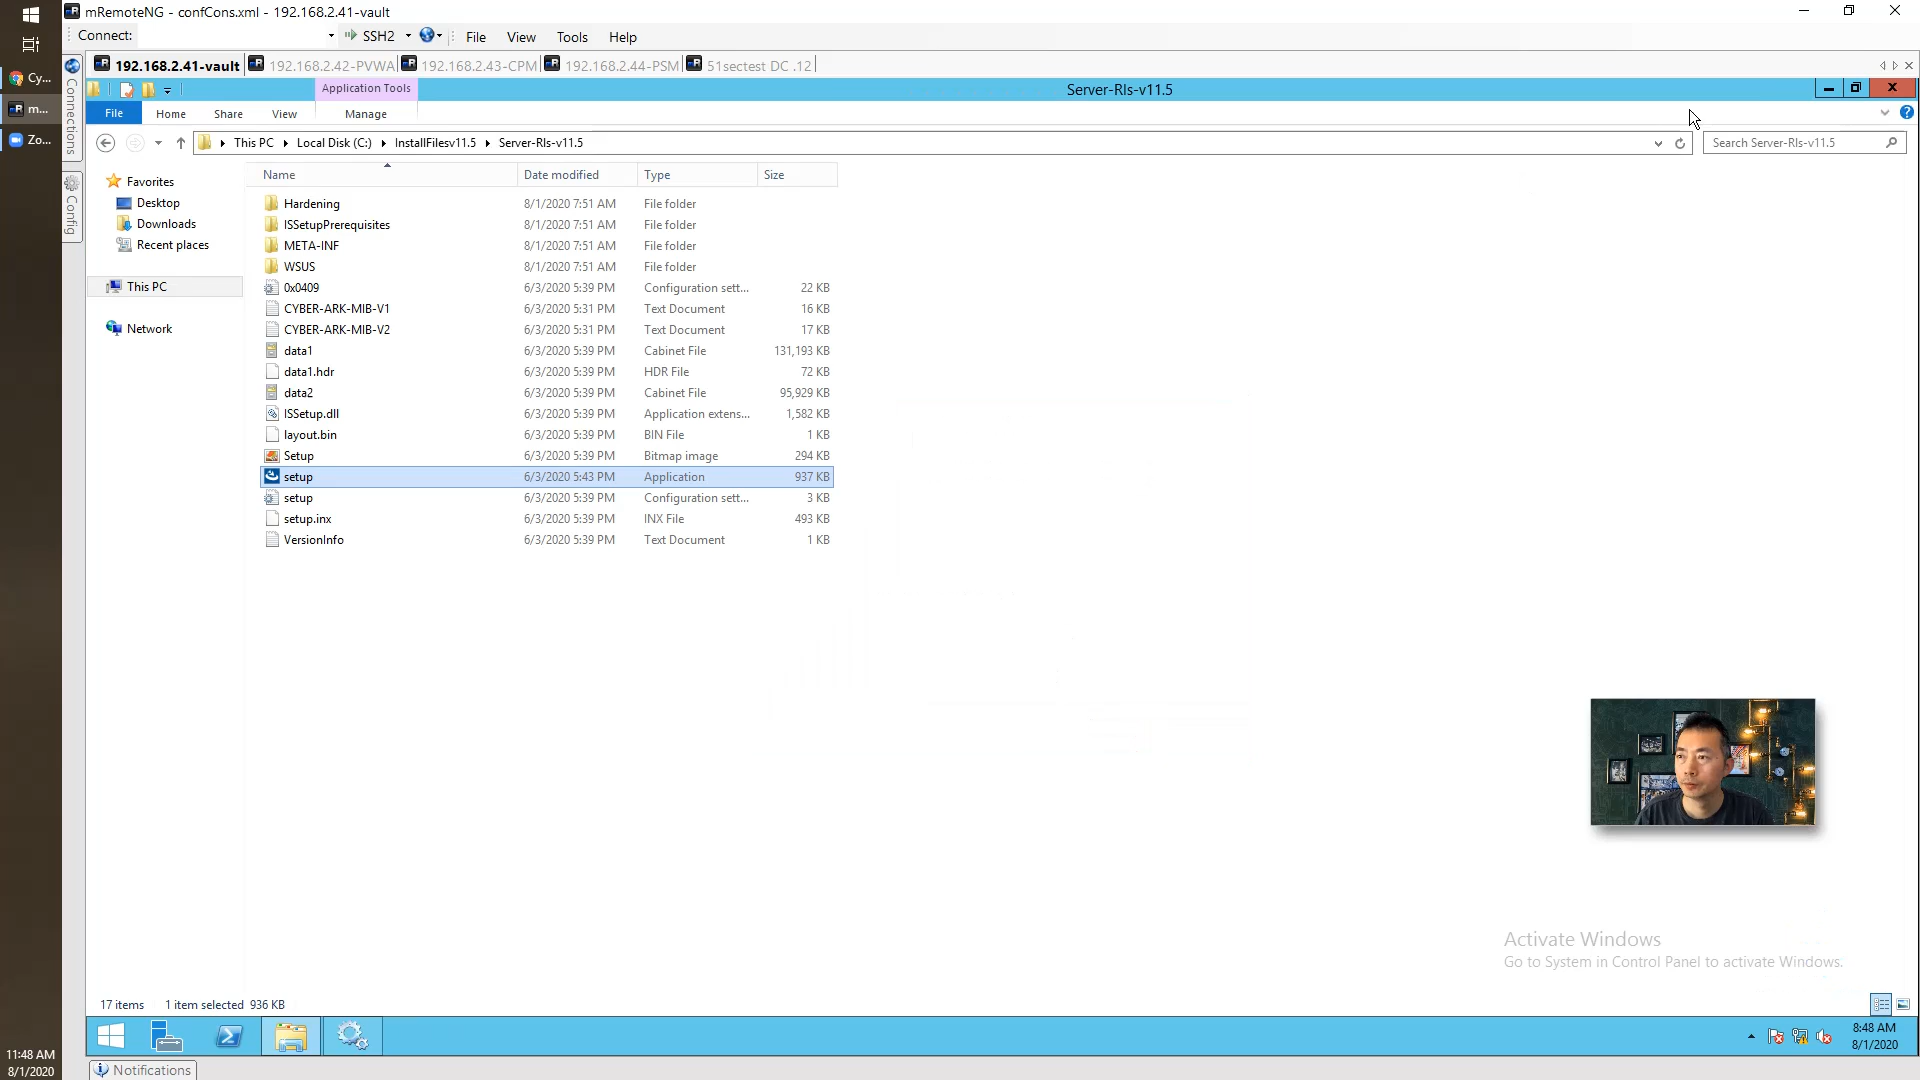 mRemoteNG - confCons.xml - 192.168.2.41-vault
Connect: SSH2 File View Tools Help
192.168.2.41-vault 192.168.2.42-PVWA 192.168.2.43-CPM 192.168.2.44-PSM 51sectest DC .12
Cy...
m...
Zo...
Connections
Config
Application Tools
Server-Rls-v11.5
File Home Share View Manage
This PC Local Disk (C:) InstallFilesv11.5 Server-Rls-v11.5
Search Server-Rls-v11.5
Favorites
Desktop
Downloads
Recent places
This PC
Network
Name Date modified Type Size
Hardening 8/1/2020 7:51 AM File folder
ISSetupPrerequisites 8/1/2020 7:51 AM File folder
META-INF 8/1/2020 7:51 AM File folder
WSUS 8/1/2020 7:51 AM File folder
0x0409 6/3/2020 5:39 PM Configuration sett... 22 KB
CYBER-ARK-MIB-V1 6/3/2020 5:31 PM Text Document 16 KB
CYBER-ARK-MIB-V2 6/3/2020 5:31 PM Text Document 17 KB
data1 6/3/2020 5:39 PM Cabinet File 131,193 KB
data1.hdr 6/3/2020 5:39 PM HDR File 72 KB
data2 6/3/2020 5:39 PM Cabinet File 95,929 KB
ISSetup.dll 6/3/2020 5:39 PM Application extens... 1,582 KB
layout.bin 6/3/2020 5:39 PM BIN File 1 KB
Setup 6/3/2020 5:39 PM Bitmap image 294 KB
setup 6/3/2020 5:43 PM Application 937 KB
setup 6/3/2020 5:39 PM Configuration sett... 3 KB
setup.inx 6/3/2020 5:39 PM INX File 493 KB
VersionInfo 6/3/2020 5:39 PM Text Document 1 KB
Activate Windows
Go to System in Control Panel to activate Windows.
17 items 1 item selected 936 KB
8:48 AM
8/1/2020
11:48 AM
8/1/2020
Notifications